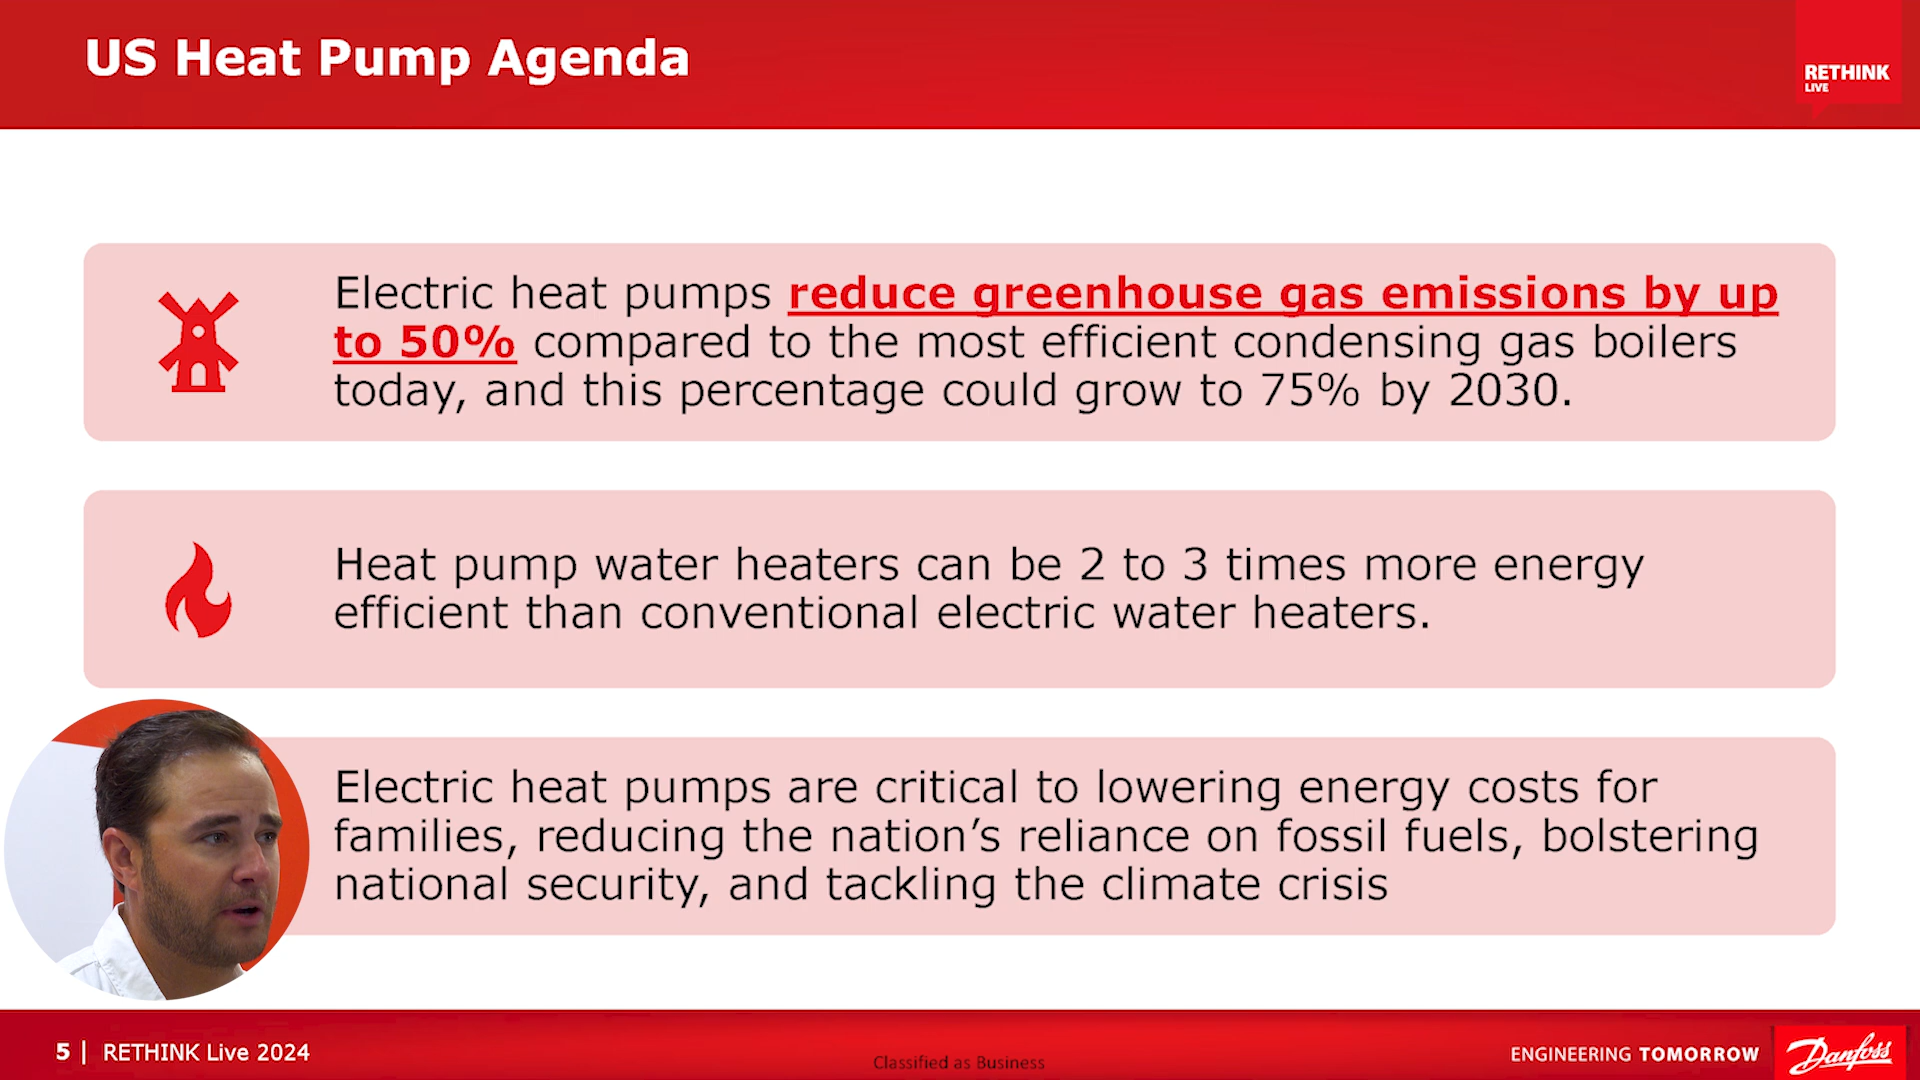 US Heat Pump Agenda
RETHINK
LIVE
Electric heat pumps reduce greenhouse gas emissions by up
to 50% compared to the most efficient condensing gas boilers
today, and this percentage could grow to 75% by 2030.
Heat pump water heaters can be 2 to 3 times more energy
efficient than conventional electric water heaters.
Electric heat pumps are critical to lowering energy costs for
families, reducing the nation’s reliance on fossil fuels, bolstering
national security, and tackling the climate crisis
5 | RETHINK Live 2024
Classified as Business
ENGINEERING TOMORROW
Danfoss